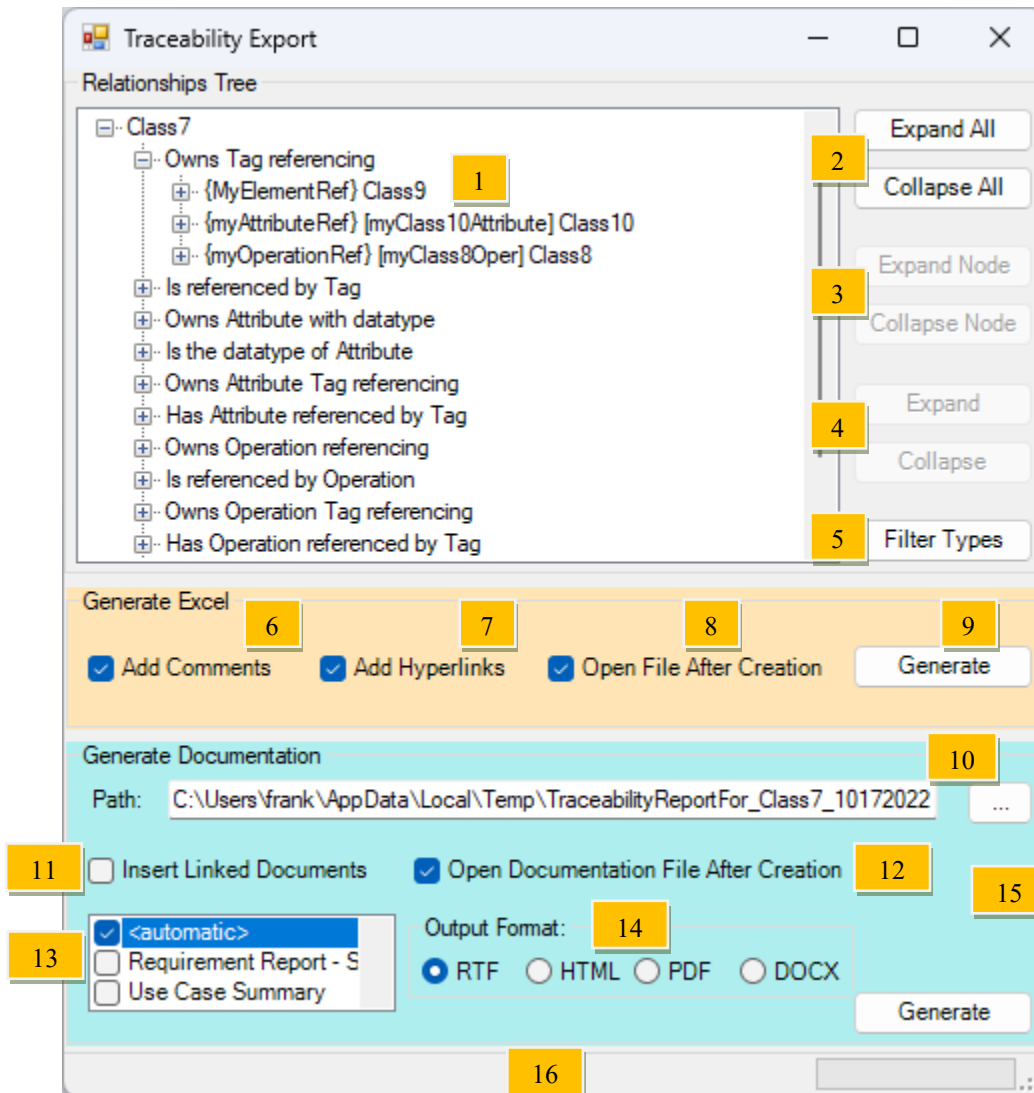 Traceability Export
Relationships Tree
Class7
Expand All
Owns Tag referencing
2
{MyElementRef} Class9
1
Collapse All
{myAttributeRef} [myClass10Attribute] Class10
{myOperationRef} [myClass8Oper] Class8
Expand Node
Is referenced by Tag
3
Owns Attribute with datatype
Collapse Node
Is the datatype of Attribute
Owns Attribute Tag referencing
Expand
Has Attribute referenced by Tag
4
Owns Operation referencing
Collapse
Is referenced by Operation
Owns Operation Tag referencing
5
Filter Types
Has Operation referenced by Tag
Generate Excel
6
7
8
9
Add Comments
Add Hyperlinks
Open File After Creation
Generate
Generate Documentation
10
Path: C:\Users\frank\AppData\Local\Temp\TraceabilityReportFor_Class7_10172022
...
11
Insert Linked Documents
Open Documentation File After Creation
12
15
13
<automatic>
Requirement Report - S
Use Case Summary
Output Format:
14
RTF
HTML
PDF
DOCX
Generate
16